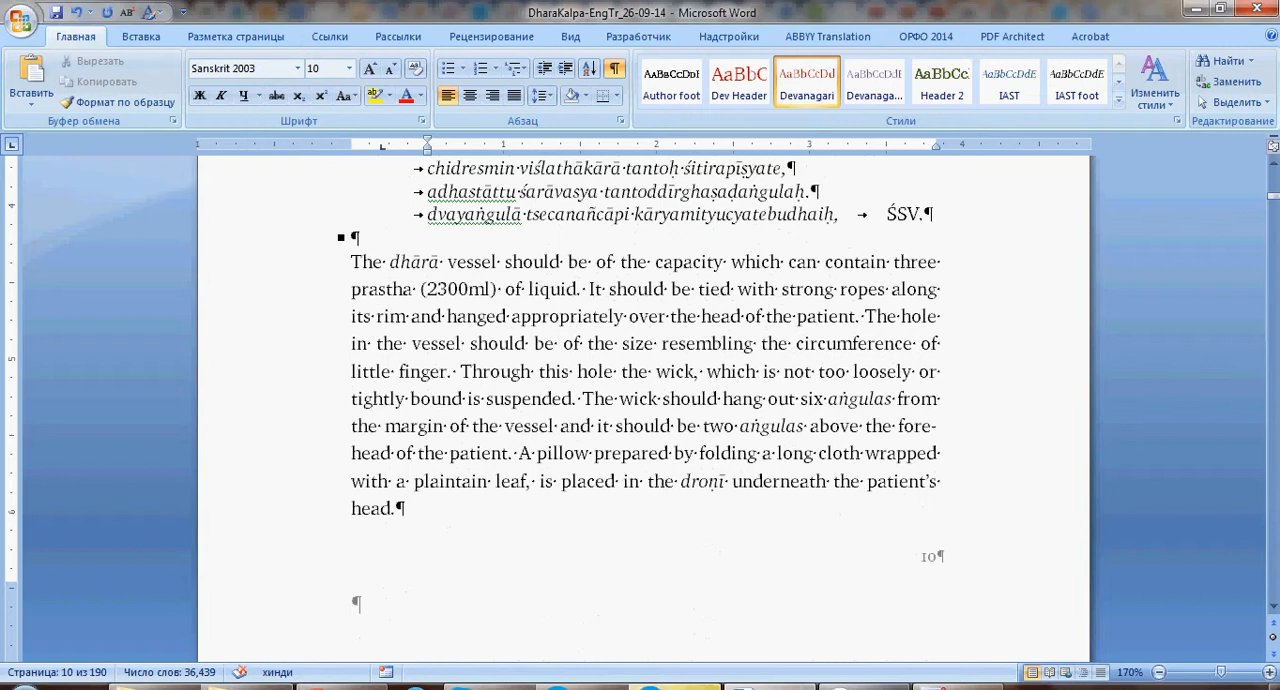 DharaKalpa-EngTr_26-09-14 - Microsoft Word
Главная Вставка Разметка страницы Ссылки Рассылки Рецензирование Вид Разработчик Надстройки ABBYY Translation ОРФО 2014 PDF Architect Acrobat
Вставить
Вырезать
Копировать
Формат по образцу
Буфер обмена
Sanskrit 2003 10
Ж К Ч abc x₂ x² Aa
Шрифт
Абзац
AaBbCcDdI Author foot
AaBbC Dev Header
AaBbCcDd Devanagari
AaBbCcDdE Devanaga...
AaBbCc Header 2
AaBbCcDdE IAST
AaBbCcDdE IAST foot
Стили
Изменить стили
Найти
Заменить
Выделить
Редактирование
1 1 2 3 4
→ chidresmin·viślathākārā·tantoḥ·śitirapīṣyate,¶
→ adhastāttu·śarāvasya·tantoddīrghaṣaḍaṅgulaḥ.¶
→ dvayaṅgulā·tsecanañcāpi·kāryamityucyatebudhaiḥ, → ŚSV.¶
¶
The· dhārā· vessel· should· be· of· the· capacity· which· can· contain· three·
prastha· (2300ml)· of· liquid.· It· should· be· tied· with· strong· ropes· along·
its·rim·and·hanged·appropriately·over·the·head·of·the·patient.·The·hole·
in· the· vessel· should· be· of· the· size· resembling· the· circumference· of·
little· finger.· Through· this· hole· the· wick,· which· is· not· too· loosely· or·
tightly·bound·is·suspended.·The·wick·should·hang·out·six·aṅgulas·from·
the· margin· of· the· vessel· and· it· should· be· two· aṅgulas· above· the· fore-
head·of·the·patient.·A·pillow·prepared·by·folding·a·long·cloth·wrapped·
with· a· plaintain· leaf,· is· placed· in· the· droṇī· underneath· the· patient's·
head.¶
10¶
¶
Страница: 10 из 190 Число слов: 36,439 хинди 170%